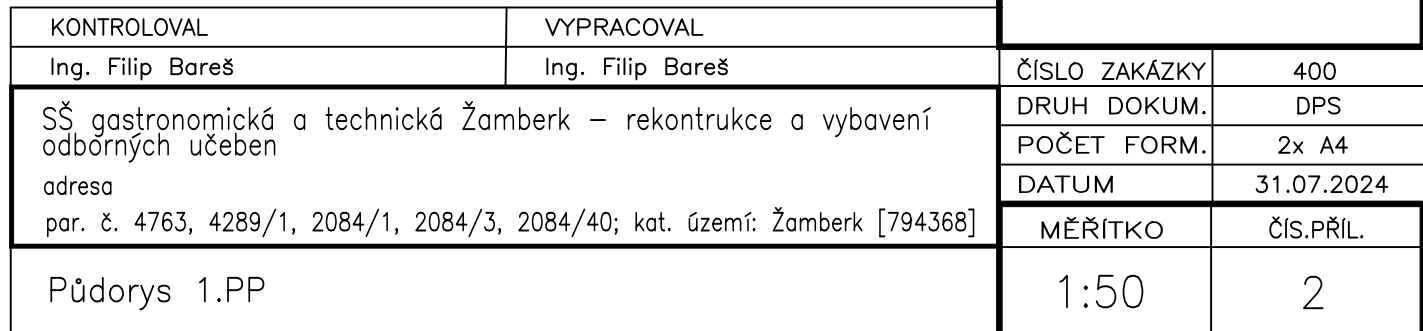 KONTROLOVAL VYPRACOVAL
Ing. Filip Bareš Ing. Filip Bareš
SŠ gastronomická a technická Žamberk – rekontrukce a vybavení
odborných učeben
adresa
par. č. 4763, 4289/1, 2084/1, 2084/3, 2084/40; kat. území: Žamberk [794368]
Půdorys 1.PP
ČÍSLO ZAKÁZKY 400
DRUH DOKUM. DPS
POČET FORM. 2x A4
DATUM 31.07.2024
MĚŘÍTKO ČÍS.PŘÍL.
1:50 2